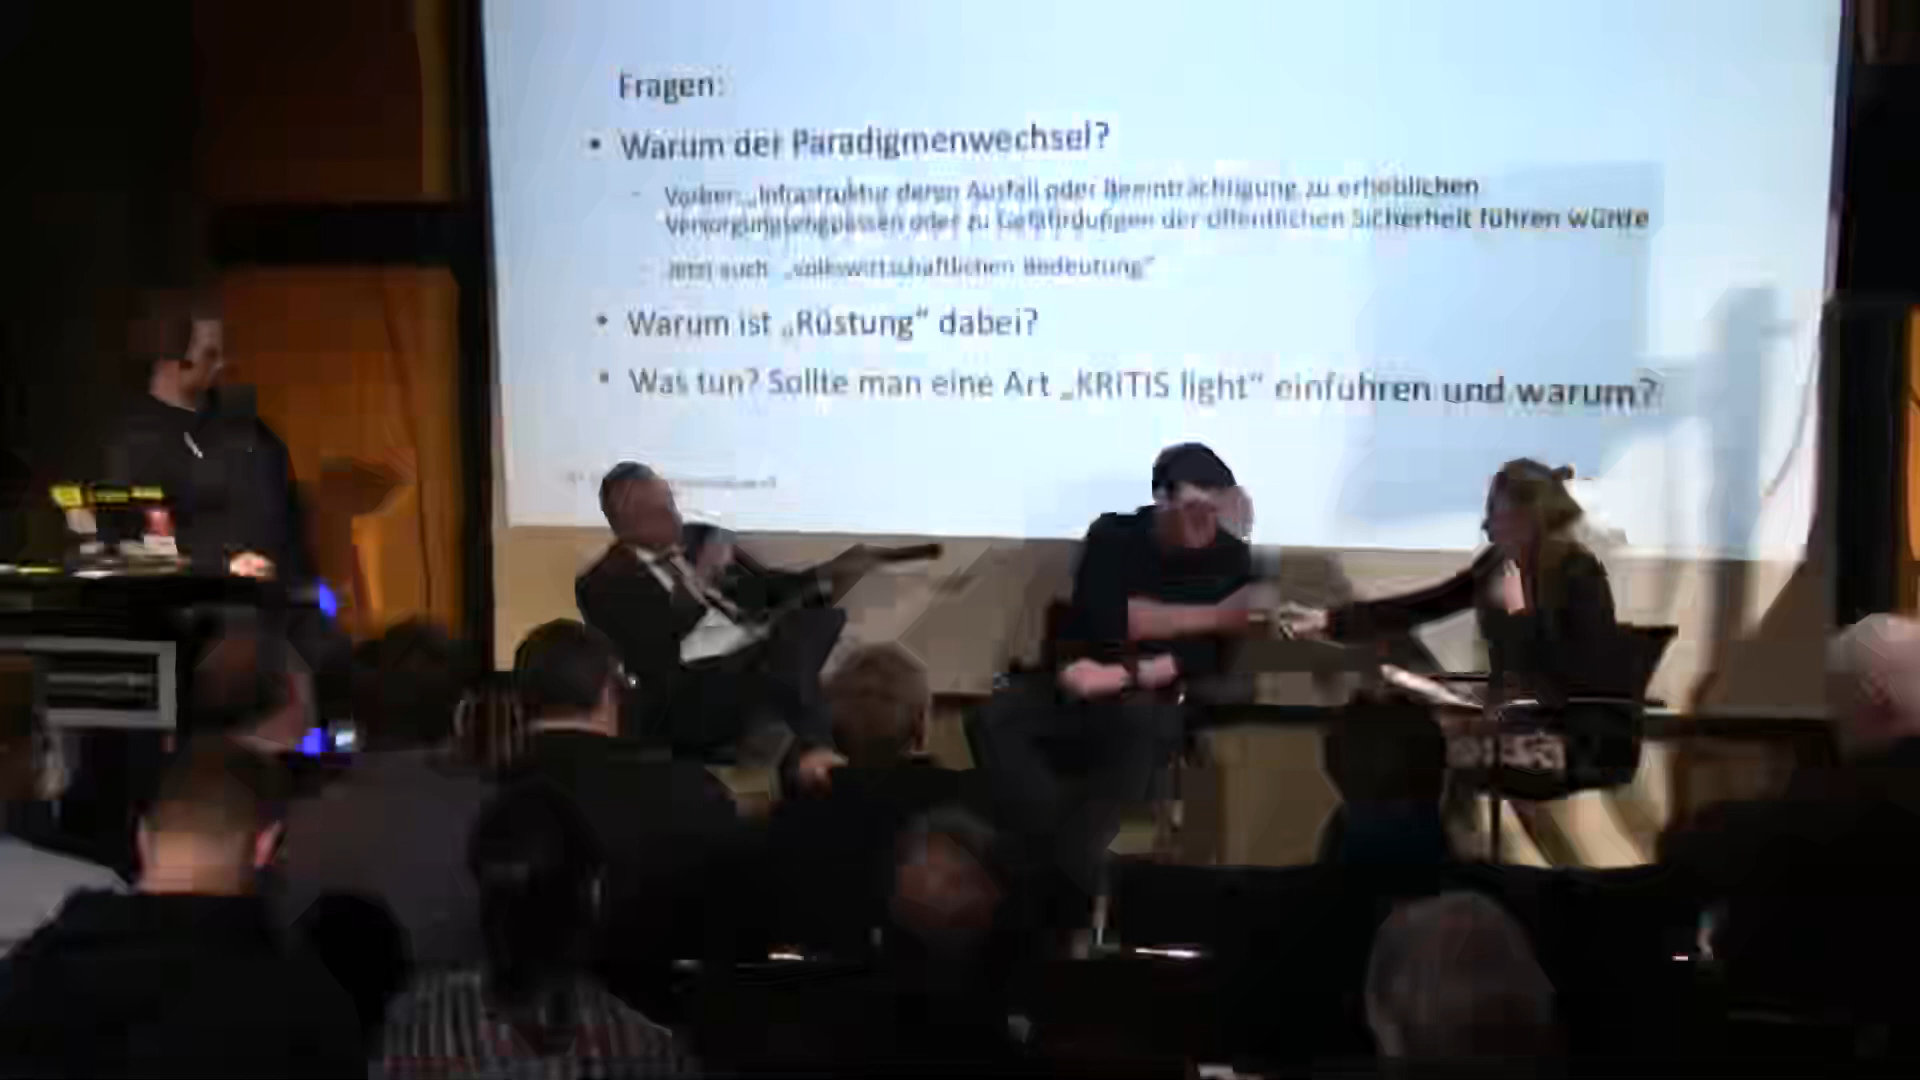 Fragen:
• Warum der Paradigmenwechsel?
- Vorher: „Infrastruktur deren Ausfall oder Beeinträchtigung zu erheblichen
Versorgungsengpässen oder zu Gefährdungen der öffentlichen Sicherheit führen würde
- Jetzt auch „volkswirtschaftlichen Bedeutung“
• Warum ist „Rüstung“ dabei?
• Was tun? Sollte man eine Art „KRITIS light“ einführen und warum?